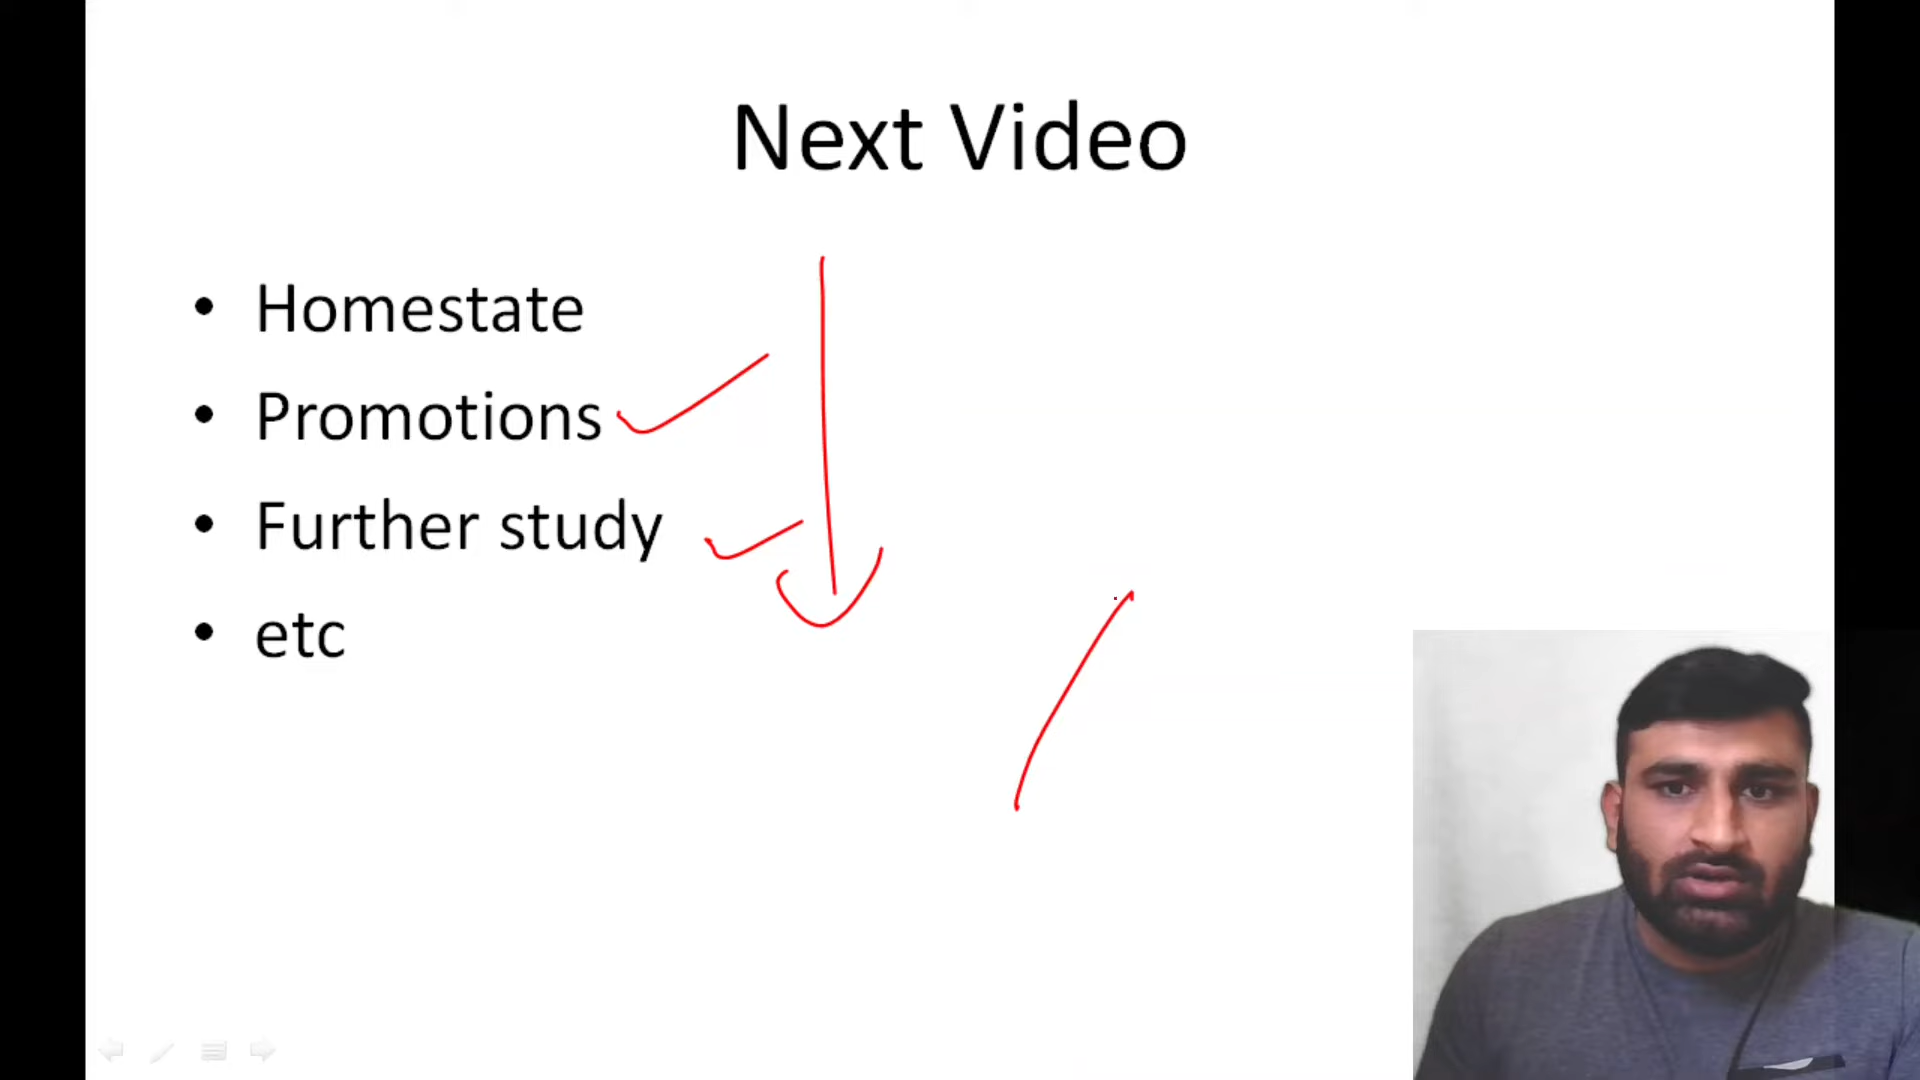 Next Video
• Homestate
• Promotions
• Further study
• etc